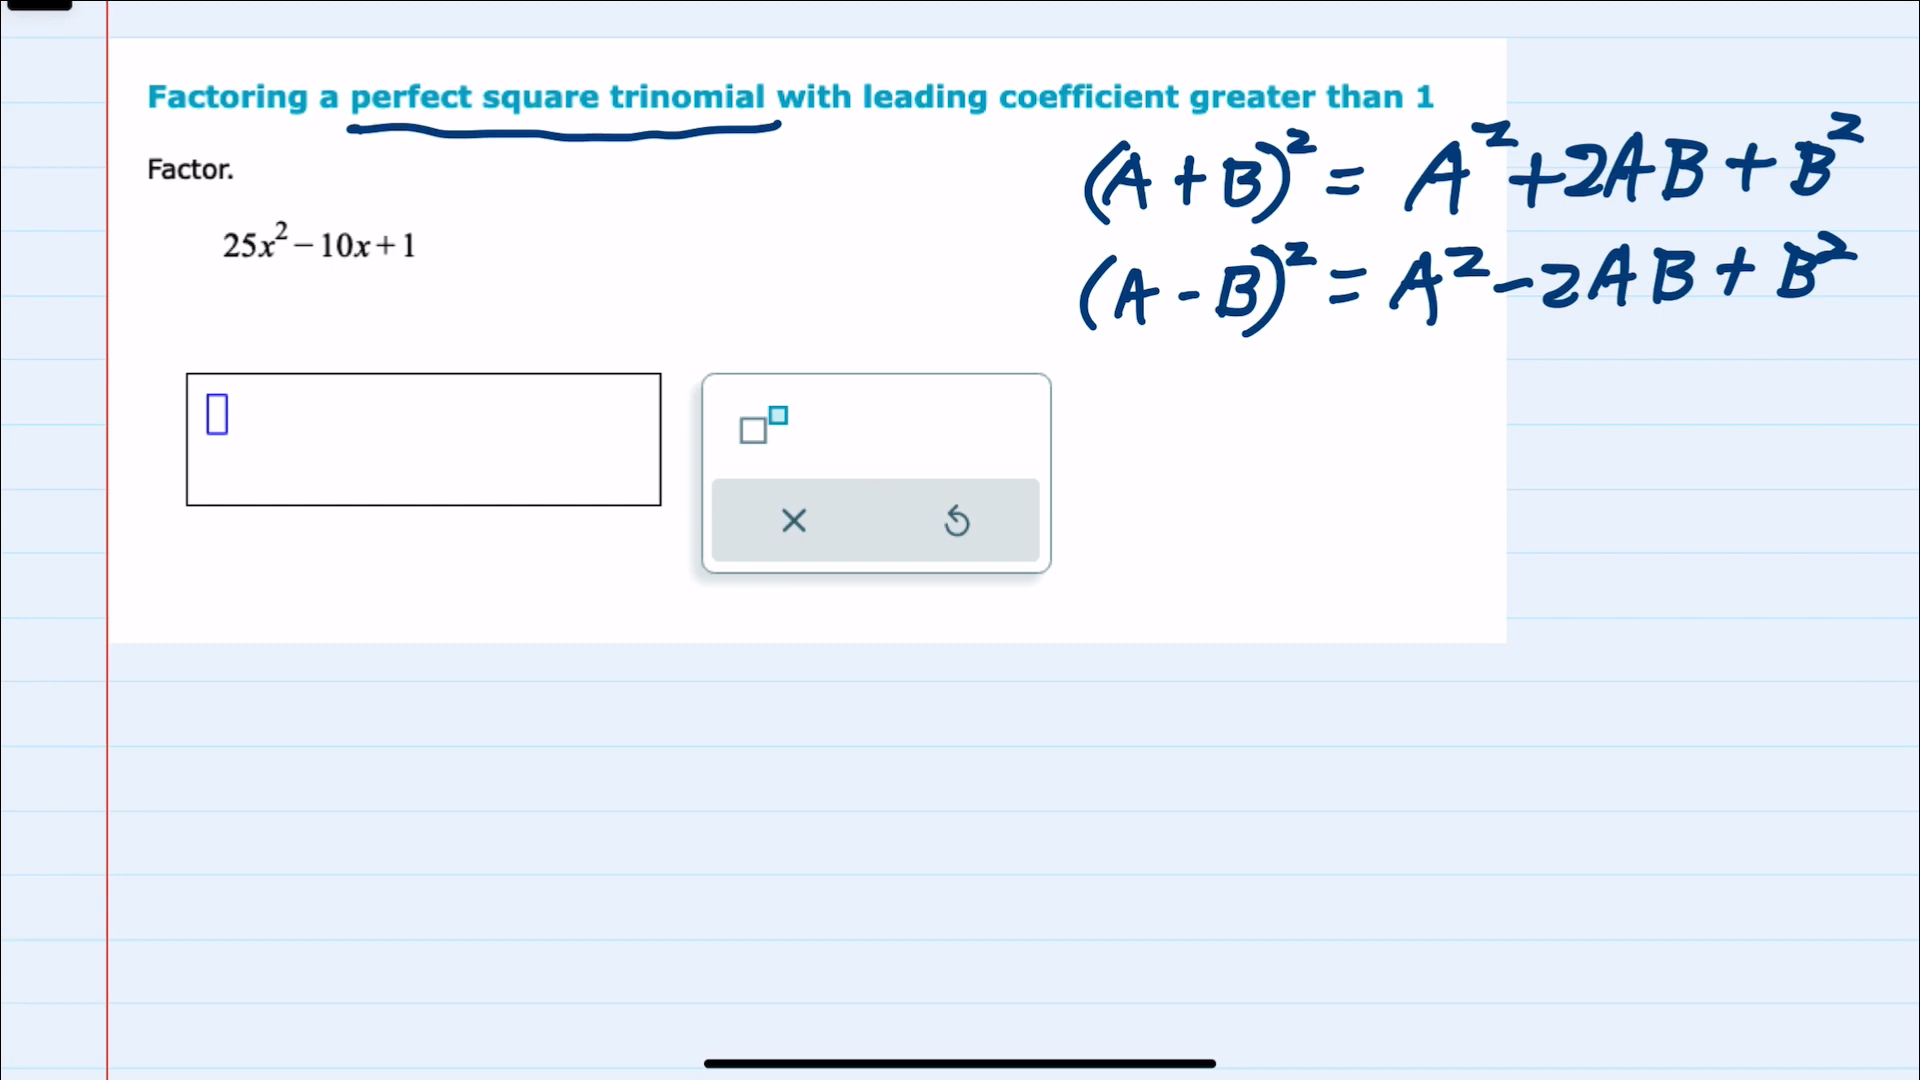 Factoring a perfect square trinomial with leading coefficient greater than 1
Factor.
(A + B)² = A² + 2AB + B²
25x² − 10x + 1
(A - B)² = A² - 2AB + B²